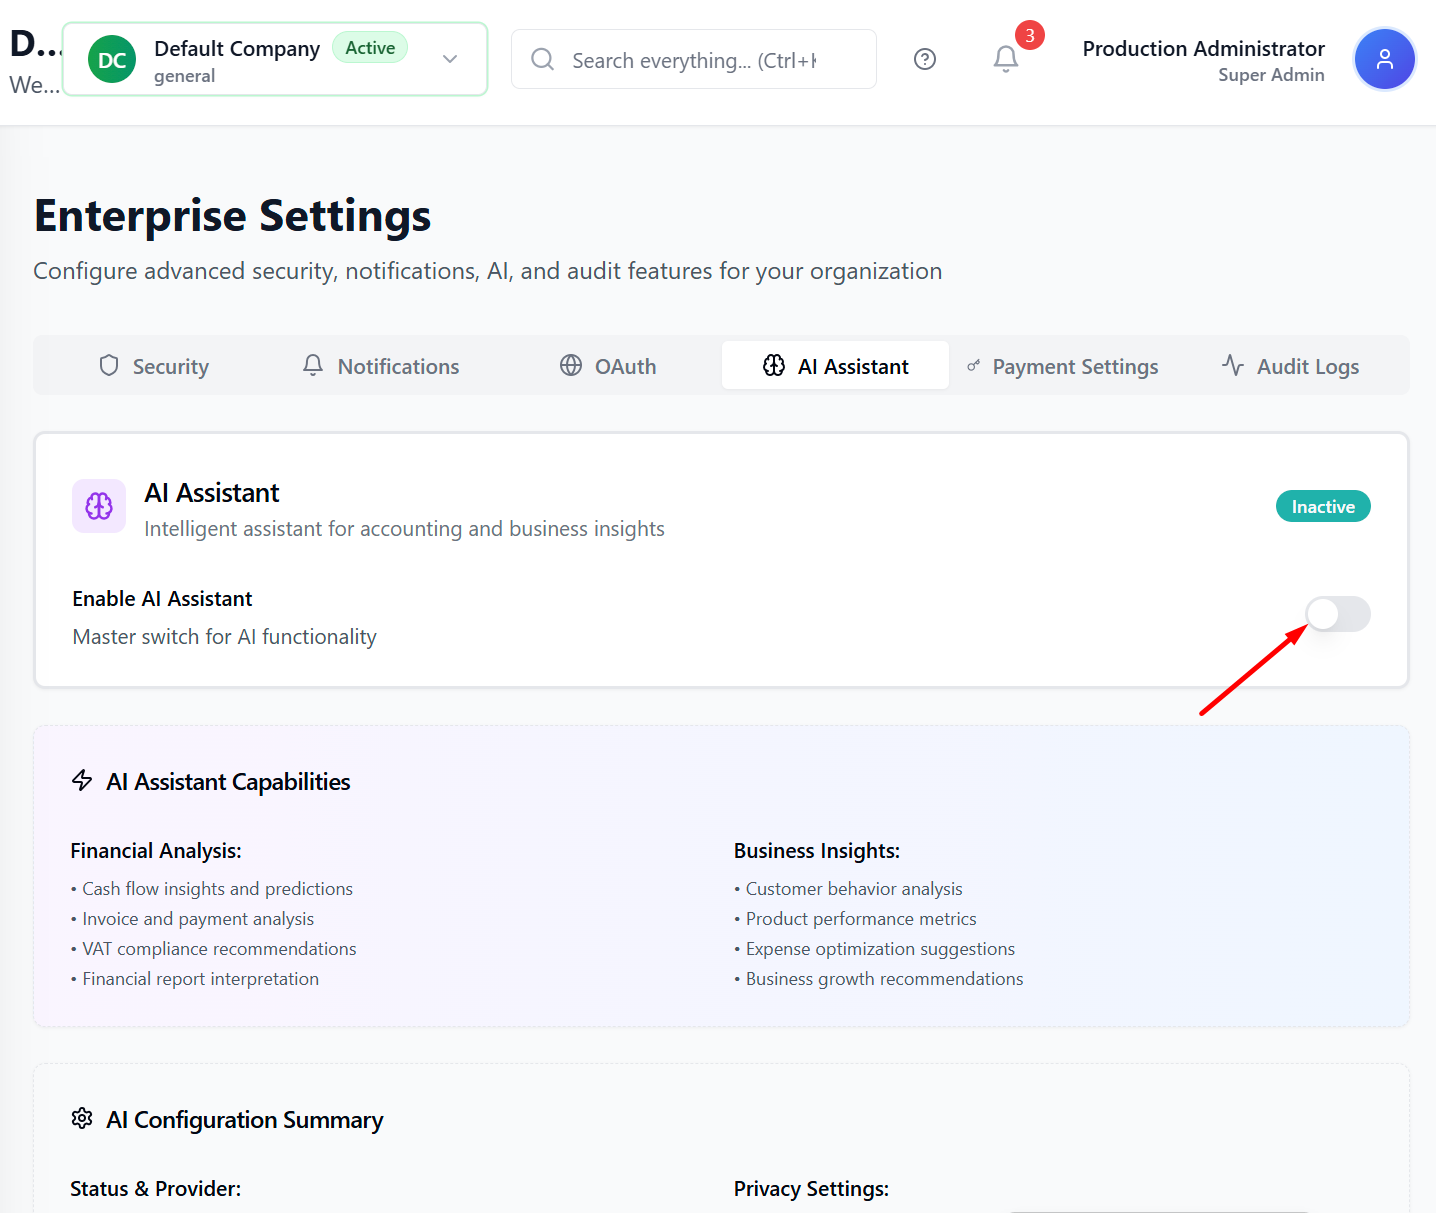 D...
We...
DC
Default Company
Active
general
Search everything... (Ctrl+K
3
Production Administrator
Super Admin
Enterprise Settings
Configure advanced security, notifications, AI, and audit features for your organization
Security
Notifications
OAuth
AI Assistant
Payment Settings
Audit Logs
AI Assistant
Intelligent assistant for accounting and business insights
Inactive
Enable AI Assistant
Master switch for AI functionality
AI Assistant Capabilities
Financial Analysis:
• Cash flow insights and predictions
• Invoice and payment analysis
• VAT compliance recommendations
• Financial report interpretation
Business Insights:
• Customer behavior analysis
• Product performance metrics
• Expense optimization suggestions
• Business growth recommendations
AI Configuration Summary
Status & Provider:
Privacy Settings: